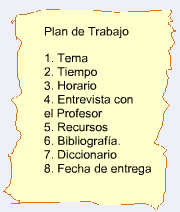 Plan de Trabajo
1. Tema
2. Tiempo
3. Horario
4. Entrevista con
el Profesor
5. Recursos
6. Bibliografía.
7. Diccionario
8. Fecha de entrega